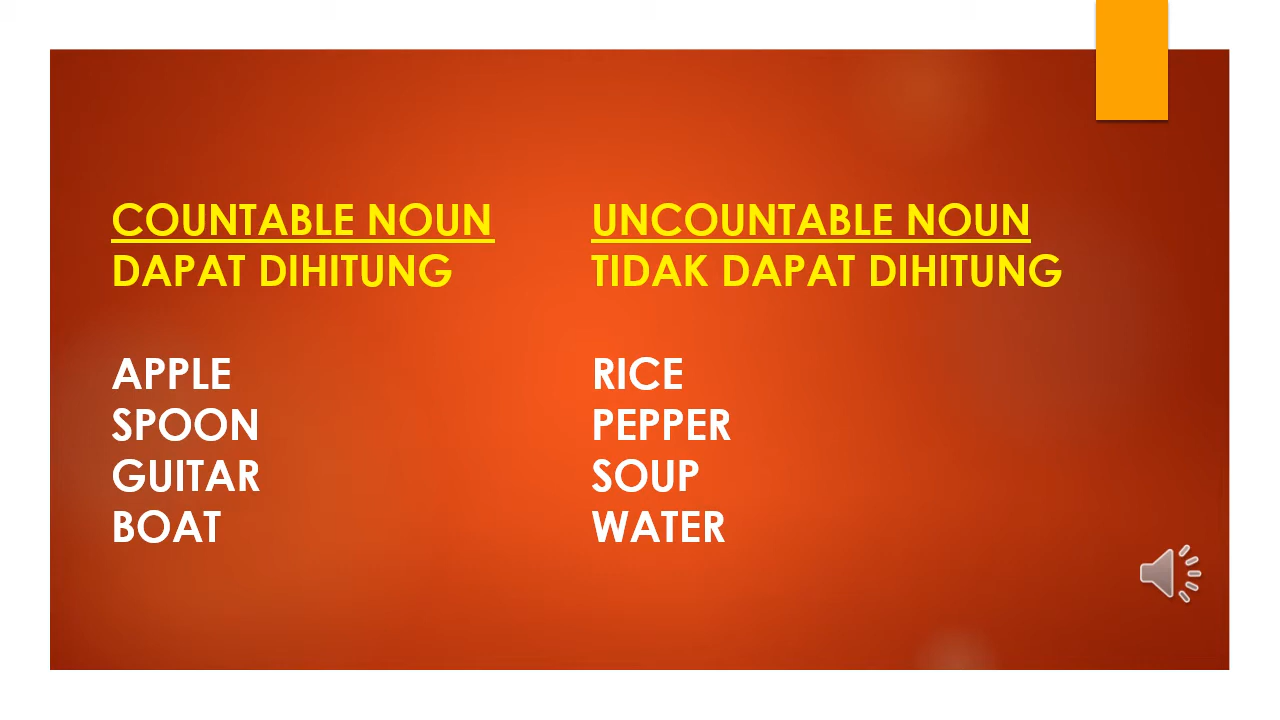 COUNTABLE NOUN
DAPAT DIHITUNG
APPLE
SPOON
GUITAR
BOAT
UNCOUNTABLE NOUN
TIDAK DAPAT DIHITUNG
RICE
PEPPER
SOUP
WATER